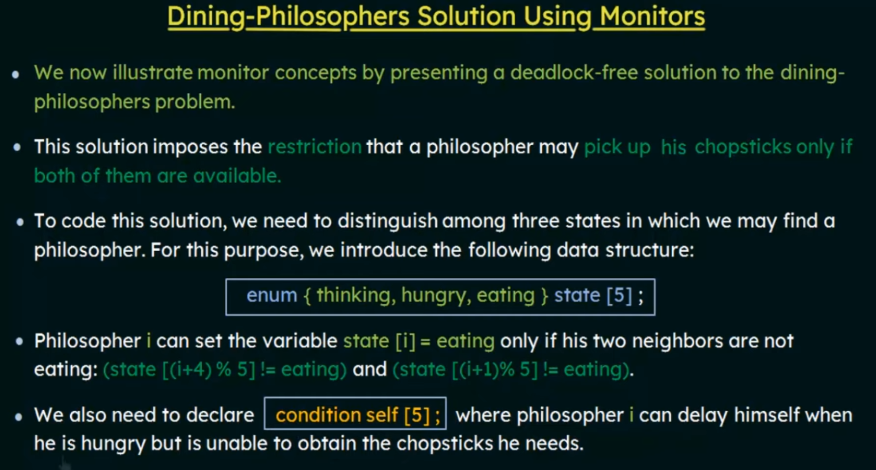 Dining-Philosophers Solution Using Monitors
• We now illustrate monitor concepts by presenting a deadlock-free solution to the dining-
philosophers problem.
• This solution imposes the restriction that a philosopher may pick up his chopsticks only if
both of them are available.
• To code this solution, we need to distinguish among three states in which we may find a
philosopher. For this purpose, we introduce the following data structure:
enum { thinking, hungry, eating } state [5] ;
• Philosopher i can set the variable state [i] = eating only if his two neighbors are not
eating: (state [(i+4) % 5] != eating) and (state [(i+1)% 5] != eating).
• We also need to declare condition self [5] ; where philosopher i can delay himself when
he is hungry but is unable to obtain the chopsticks he needs.